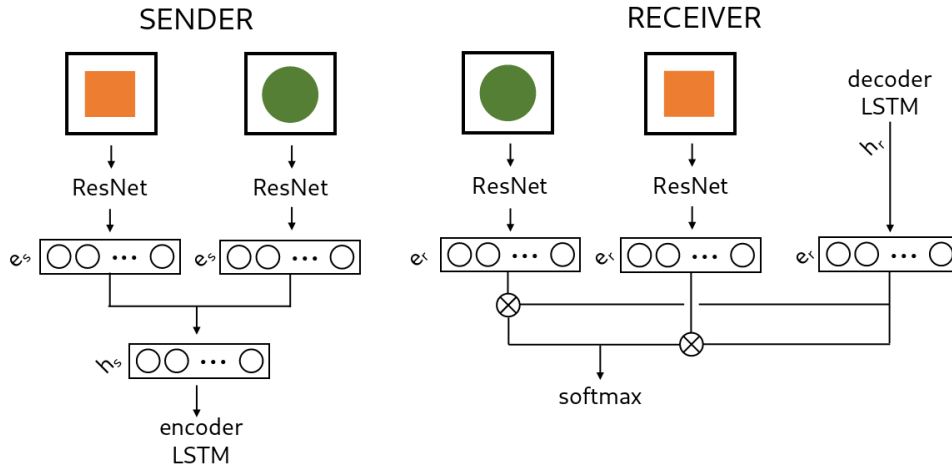 SENDER
RECEIVER
decoder
LSTM
hᵣ
ResNet
ResNet
ResNet
ResNet
eₛ
•••
eₛ
•••
eᵣ
•••
eᵣ
•••
eᵣ
•••
hₛ
•••
softmax
encoder
LSTM